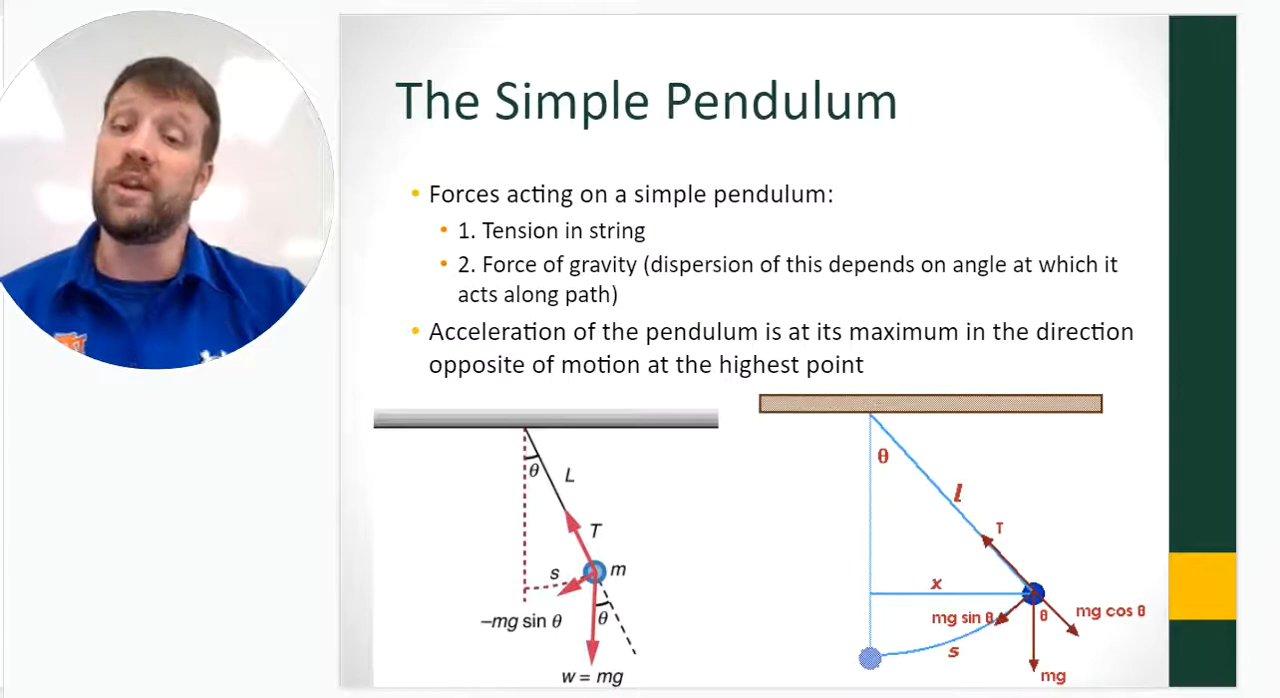 The Simple Pendulum
• Forces acting on a simple pendulum:
• 1. Tension in string
• 2. Force of gravity (dispersion of this depends on angle at which it
acts along path)
• Acceleration of the pendulum is at its maximum in the direction
opposite of motion at the highest point
θ
L
T
s
m
−mg sin θ
θ
w = mg
θ
l
T
x
mg sin θ
θ
mg cos θ
s
mg